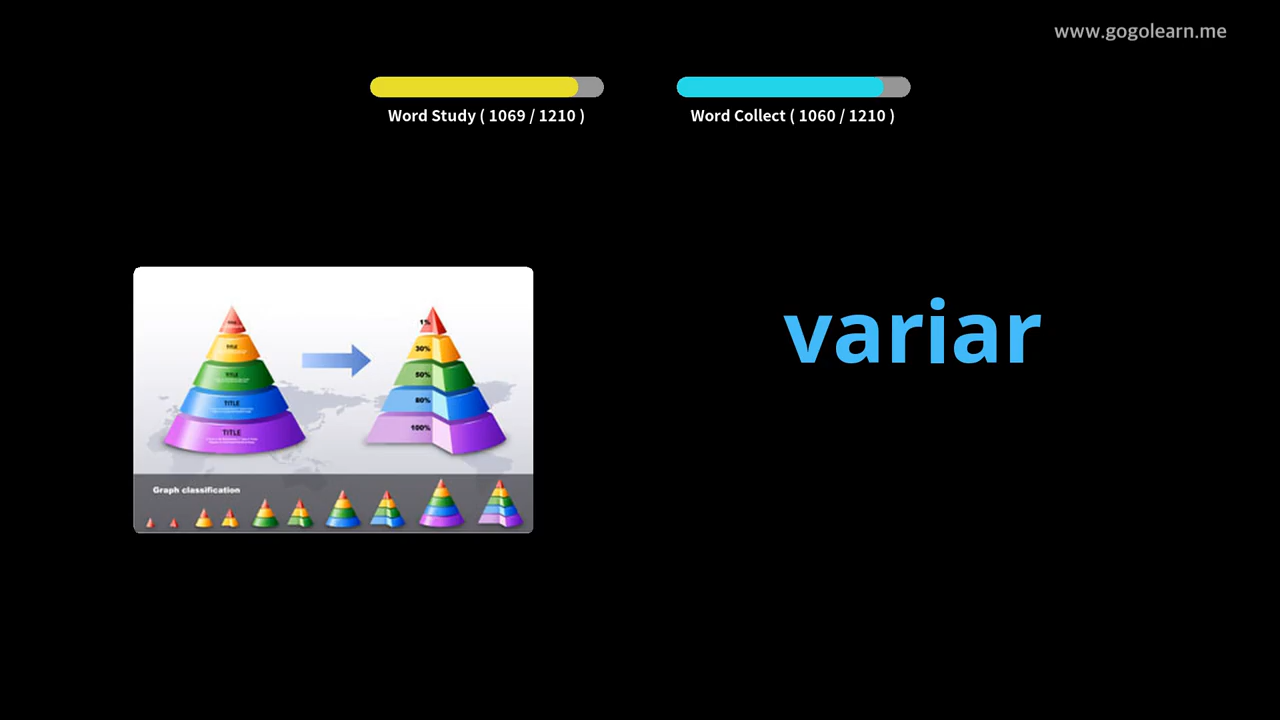 www.gogolearn.me
Word Study ( 1069 / 1210 )
Word Collect ( 1060 / 1210 )
variar
TITLE
TITLE
TITLE
TITLE
1%
30%
50%
80%
100%
Graph classification